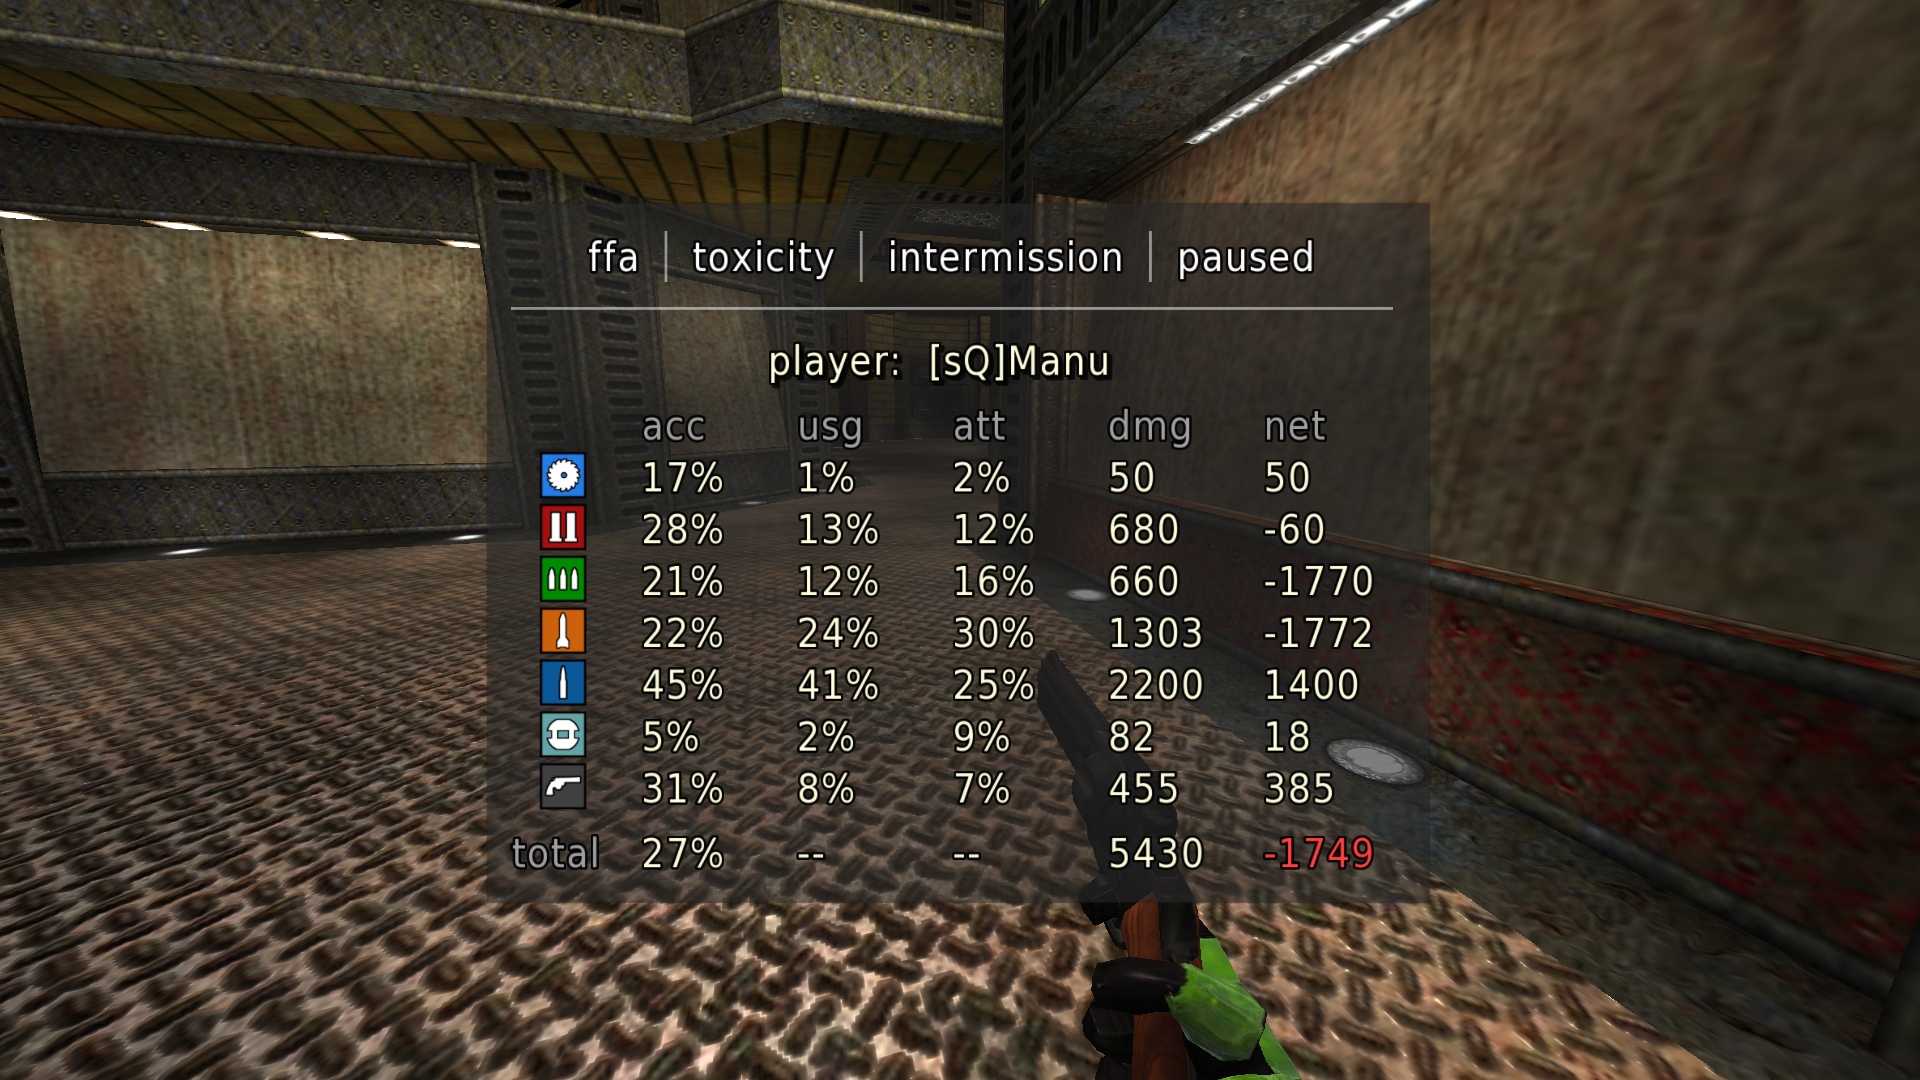 ffa toxicity intermission paused
player: [sQ]Manu
acc usg att dmg net
17% 1% 2% 50 50
28% 13% 12% 680 -60
21% 12% 16% 660 -1770
22% 24% 30% 1303 -1772
45% 41% 25% 2200 1400
5% 2% 9% 82 18
31% 8% 7% 455 385
total 27% -- -- 5430 -1749